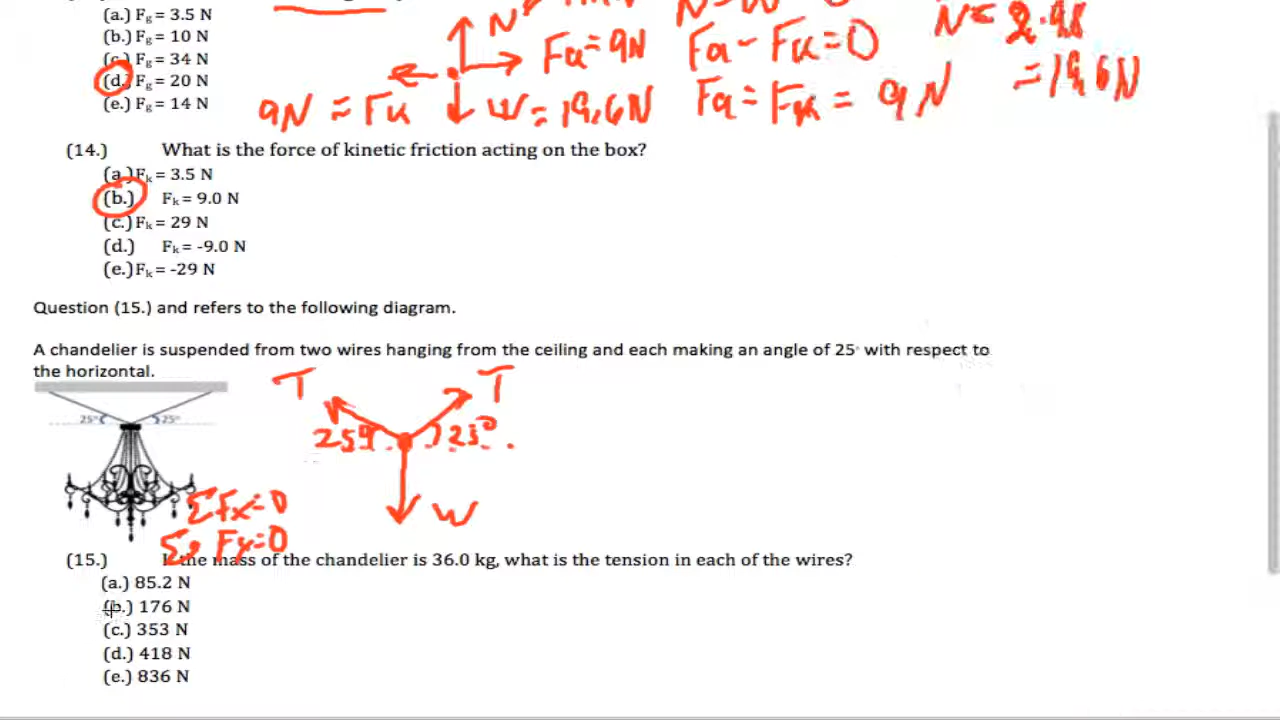 (a.) Fg = 3.5 N
(b.) Fg = 10 N
(c.) Fg = 34 N
(d.) Fg = 20 N
(e.) Fg = 14 N
N
Fa = 9N
9N = Fk
W = 19.6N
Fa - Fk = 0
Fa = Fk = 9N
= 19.6N
(14.) What is the force of kinetic friction acting on the box?
(a.) Fk = 3.5 N
(b.) Fk = 9.0 N
(c.) Fk = 29 N
(d.) Fk = -9.0 N
(e.) Fk = -29 N
Question (15.) and refers to the following diagram.
A chandelier is suspended from two wires hanging from the ceiling and each making an angle of 25° with respect to
the horizontal.
T T
25° 25°
25° 25°
W
ΣFx=0
ΣFy=0
(15.) If the mass of the chandelier is 36.0 kg, what is the tension in each of the wires?
(a.) 85.2 N
(b.) 176 N
(c.) 353 N
(d.) 418 N
(e.) 836 N